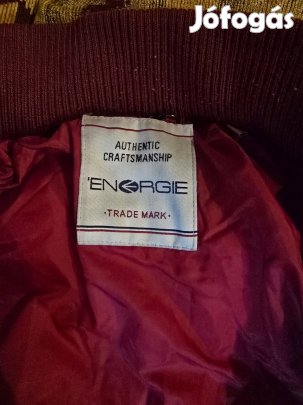 Jófogás
AUTHENTIC
CRAFTSMANSHIP
'ENERGIE
·TRADE MARK·